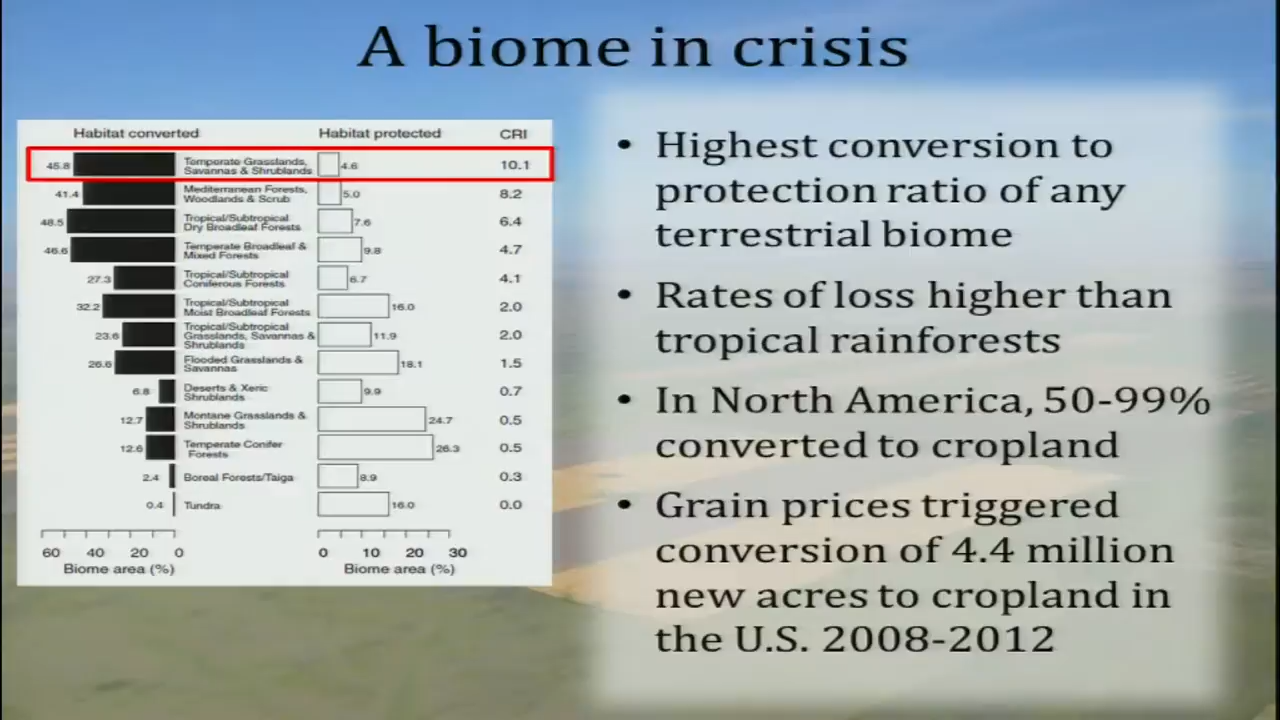 A biome in crisis
Habitat converted Habitat protected CRI
45.8 Temperate Grasslands, Savannas & Shrublands 4.6 10.1
41.4 Mediterranean Forests, Woodlands & Scrub 5.0 8.2
48.5 Tropical/Subtropical Dry Broadleaf Forests 7.6 6.4
46.6 Temperate Broadleaf & Mixed Forests 9.8 4.7
27.3 Tropical/Subtropical Coniferous Forests 6.7 4.1
32.2 Tropical/Subtropical Moist Broadleaf Forests 16.0 2.0
23.6 Tropical/Subtropical Grasslands, Savannas & Shrublands 11.9 2.0
26.6 Flooded Grasslands & Savannas 18.1 1.5
6.8 Deserts & Xeric Shrublands 9.9 0.7
12.7 Montane Grasslands & Shrublands 24.7 0.5
12.6 Temperate Conifer Forests 26.3 0.5
2.4 Boreal Forests/Taiga 8.9 0.3
0.4 Tundra 16.0 0.0
60 40 20 0 0 10 20 30
Biome area (%) Biome area (%)
• Highest conversion to
protection ratio of any
terrestrial biome
• Rates of loss higher than
tropical rainforests
• In North America, 50-99%
converted to cropland
• Grain prices triggered
conversion of 4.4 million
new acres to cropland in
the U.S. 2008-2012